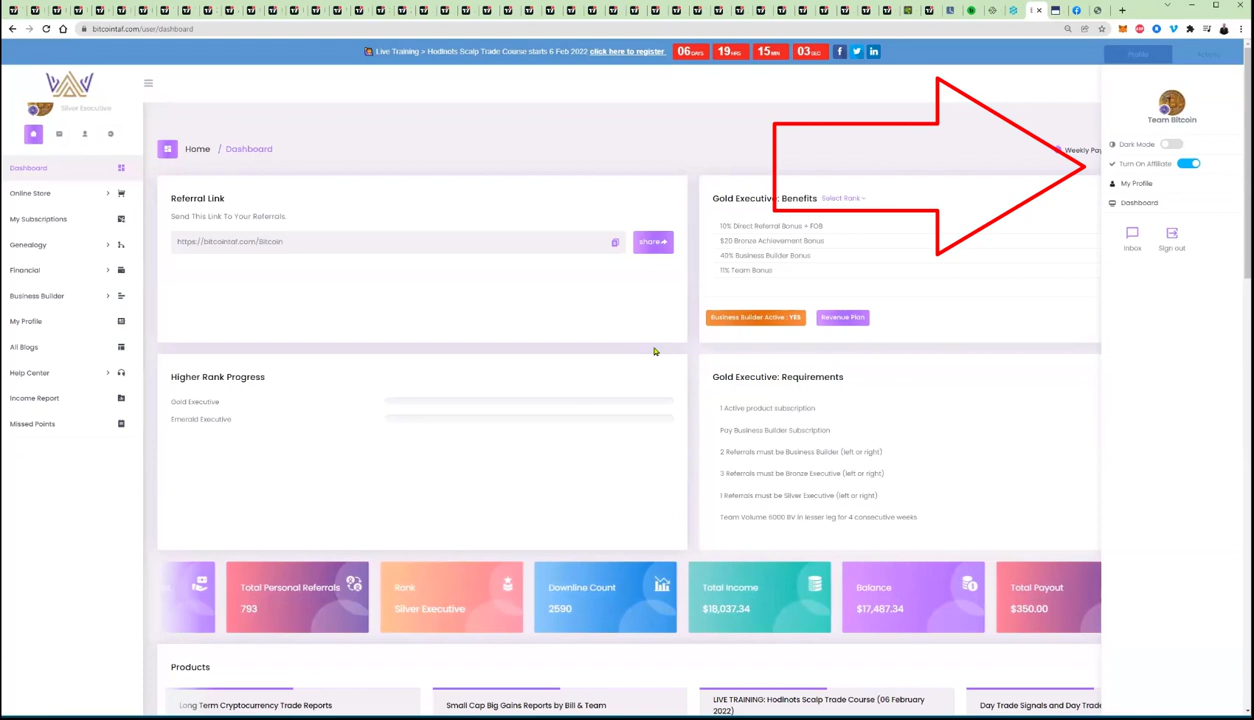 bitcointaf.com/user/dashboard
Live Training > Hodlnots Scalp Trade Course starts 6 Feb 2022 click here to register.
06 DAYS 19 HRS 15 MIN 03 SEC
Profile
Activity
Silver Executive
Team Bitcoin
Dark Mode
Turn On Affiliate
My Profile
Dashboard
Inbox
Sign out
Dashboard
Online Store
My Subscriptions
Genealogy
Financial
Business Builder
My Profile
All Blogs
Help Center
Income Report
Missed Points
Home / Dashboard
Weekly Pay
Referral Link
Send This Link To Your Referrals.
https://bitcointaf.com/Bitcoin
share
Gold Executive: Benefits Select Rank
10% Direct Referral Bonus + FOB
$20 Bronze Achievement Bonus
40% Business Builder Bonus
11% Team Bonus
Business Builder Active : YES
Revenue Plan
Higher Rank Progress
Gold Executive
Emerald Executive
Gold Executive: Requirements
1 Active product subscription
Pay Business Builder Subscription
2 Referrals must be Business Builder (left or right)
3 Referrals must be Bronze Executive (left or right)
1 Referrals must be Silver Executive (left or right)
Team Volume 6000 BV in lesser leg for 4 consecutive weeks
Total Personal Referrals
793
Rank
Silver Executive
Downline Count
2590
Total Income
$18,037.34
Balance
$17,487.34
Total Payout
$350.00
Products
Long Term Cryptocurrency Trade Reports
Small Cap Big Gains Reports by Bill & Team
LIVE TRAINING: Hodlnots Scalp Trade Course (06 February
2022)
Day Trade Signals and Day Trade